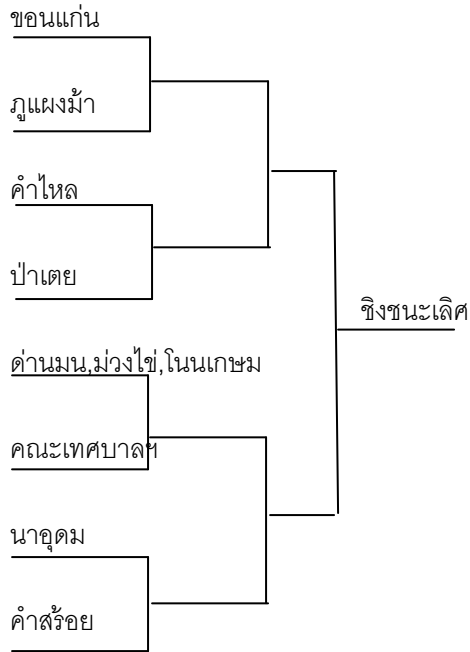 ขอนแก่น
ภูแผงม้า
คำไหล
ป่าเตย
ชิงชนะเลิศ
ด่านมน,ม่วงไข่,โนนเกษม
คณะเทศบาลฯ
นาอุดม
คำสร้อย